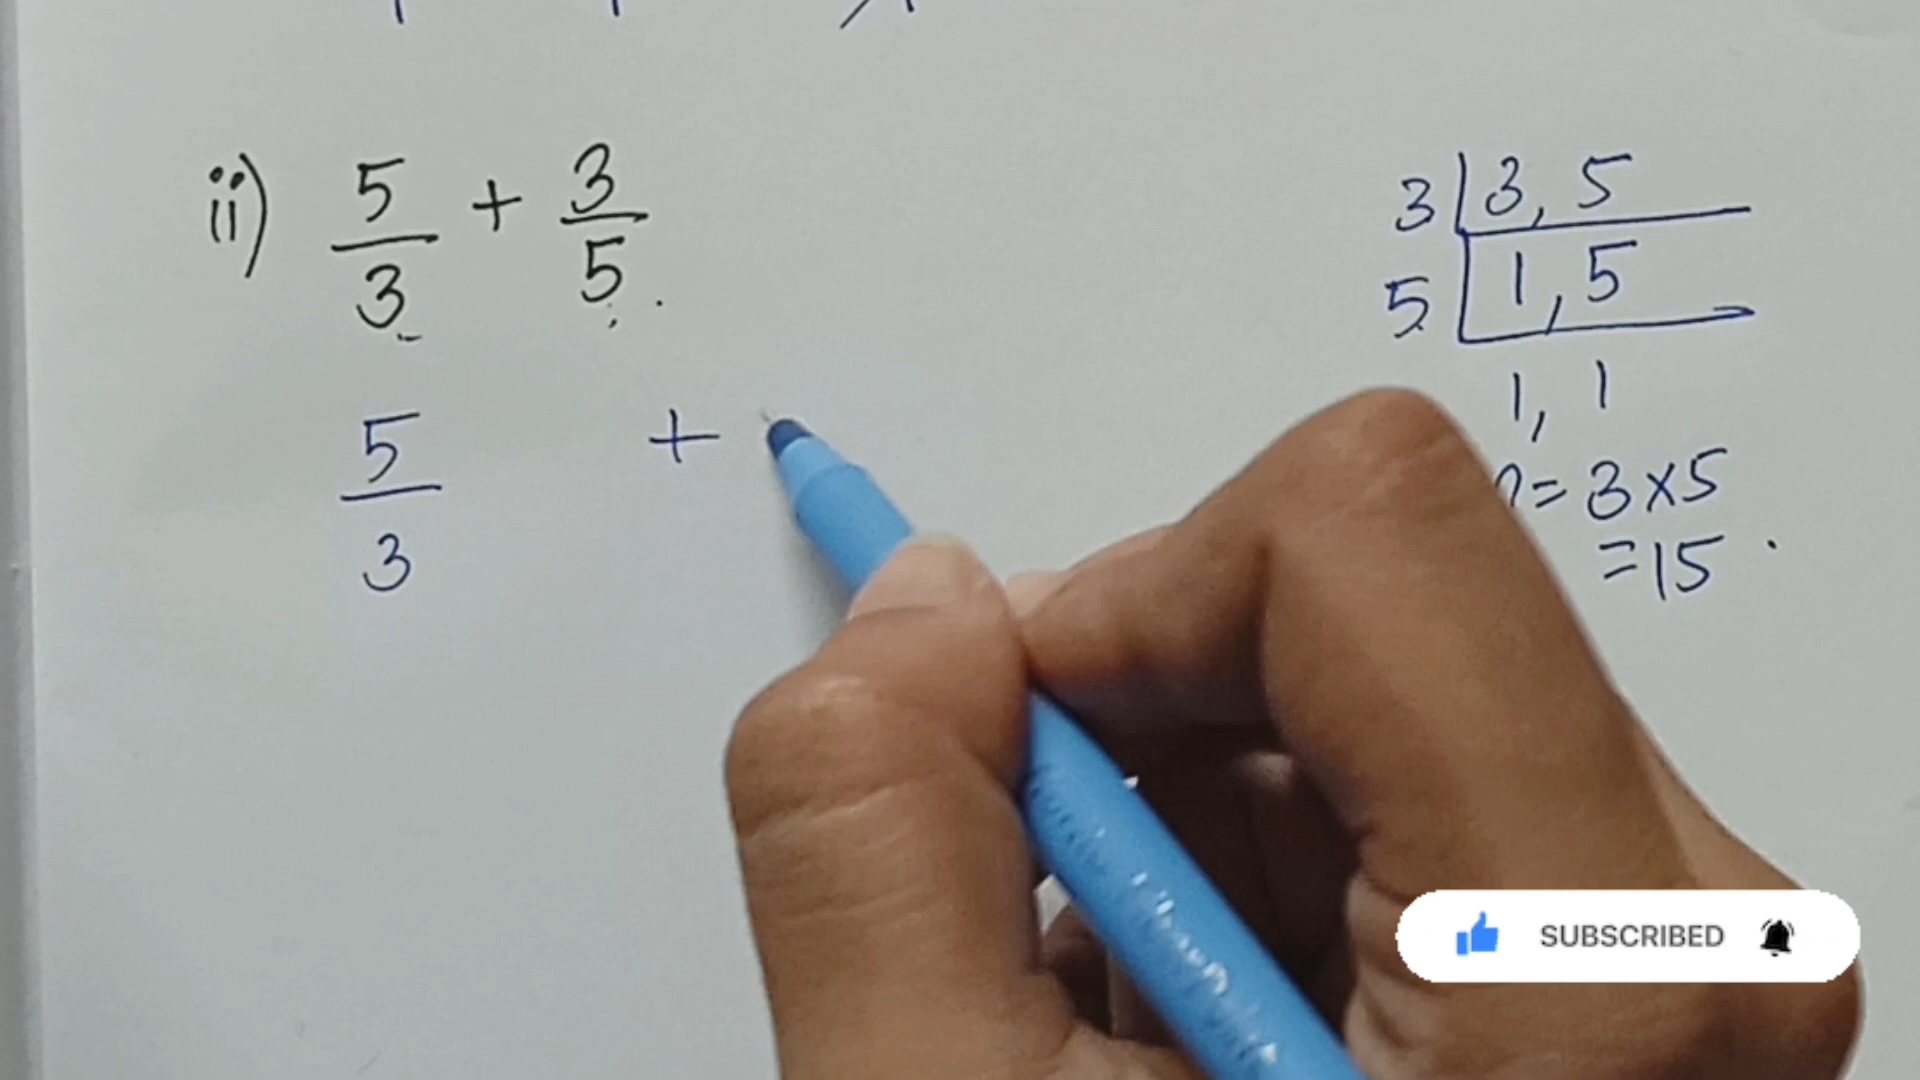 ii) 5/3 + 3/5 .
5/3 +
3 | 3, 5
5 | 1, 5
1, 1
= 3 × 5
= 15 .
SUBSCRIBED